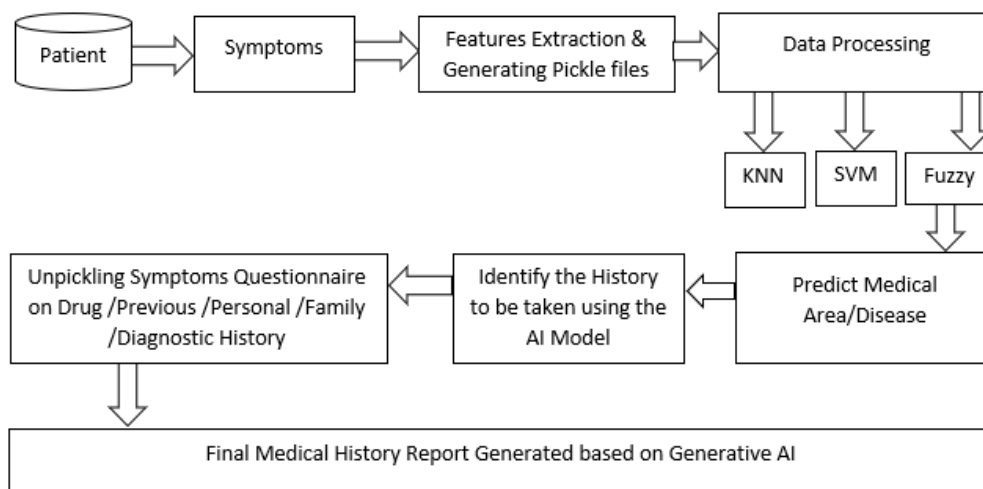 Patient
Symptoms
Features Extraction &
Generating Pickle files
Data Processing
KNN
SVM
Fuzzy
Predict Medical
Area/Disease
Identify the History
to be taken using the
AI Model
Unpickling Symptoms Questionnaire
on Drug /Previous /Personal /Family
/Diagnostic History
Final Medical History Report Generated based on Generative AI